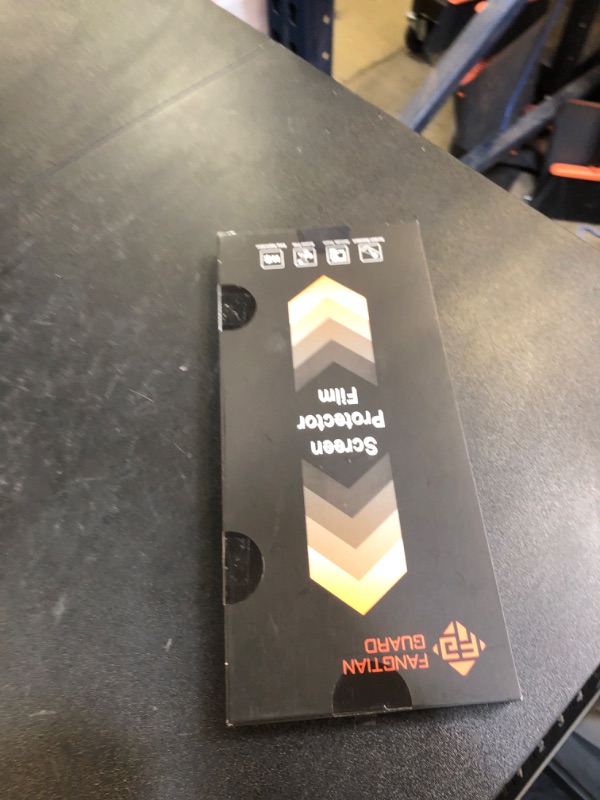 FANGTIAN
GUARD
Screen
Protector
Film